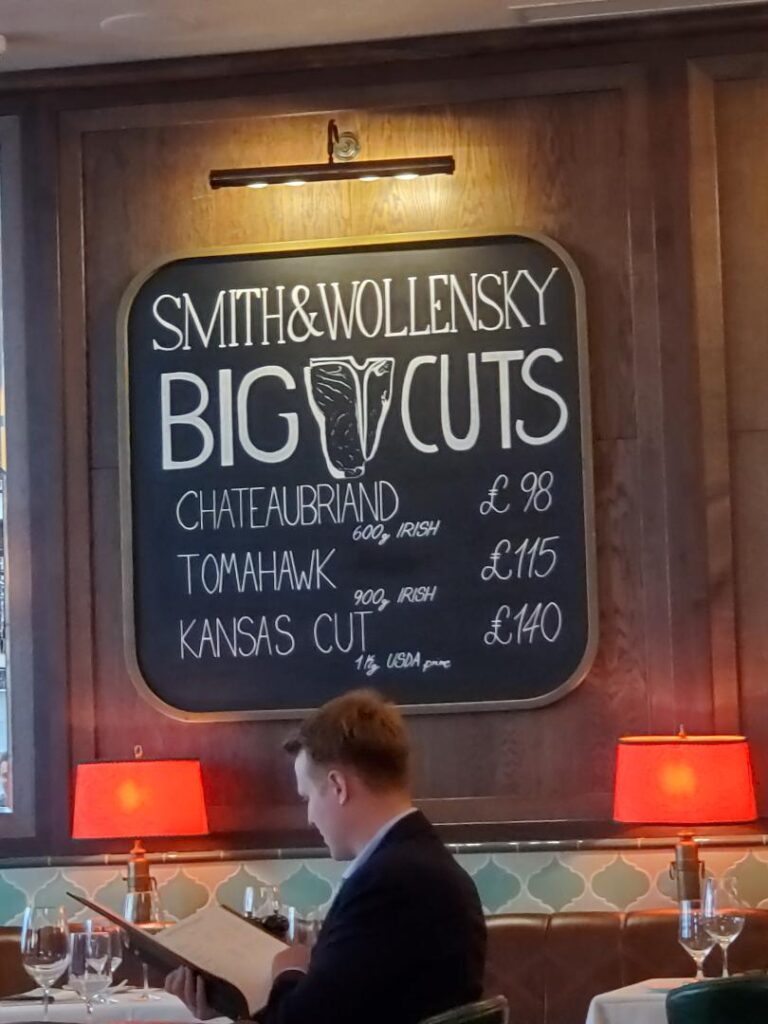 SMITH&WOLLENSKY
BIG CUTS
CHATEAUBRIAND £98
600g IRISH
TOMAHAWK £115
900g IRISH
KANSAS CUT £140
1Kg USDA prime